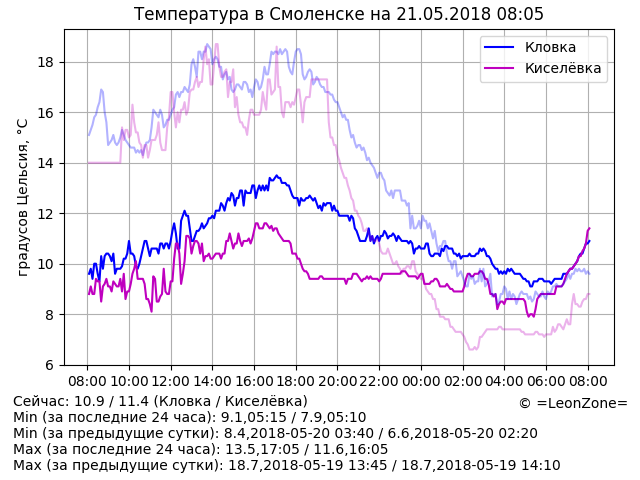 Температура в Смоленске на 21.05.2018 08:05
Кловка
Киселёвка
градусов Цельсия, °C
18
16
14
12
10
8
6
08:00 10:00 12:00 14:00 16:00 18:00 20:00 22:00 00:00 02:00 04:00 06:00 08:00
Сейчас: 10.9 / 11.4 (Кловка / Киселёвка)
© =LeonZone=
Min (за последние 24 часа): 9.1,05:15 / 7.9,05:10
Min (за предыдущие сутки): 8.4,2018-05-20 03:40 / 6.6,2018-05-20 02:20
Max (за последние 24 часа): 13.5,17:05 / 11.6,16:05
Max (за предыдущие сутки): 18.7,2018-05-19 13:45 / 18.7,2018-05-19 14:10